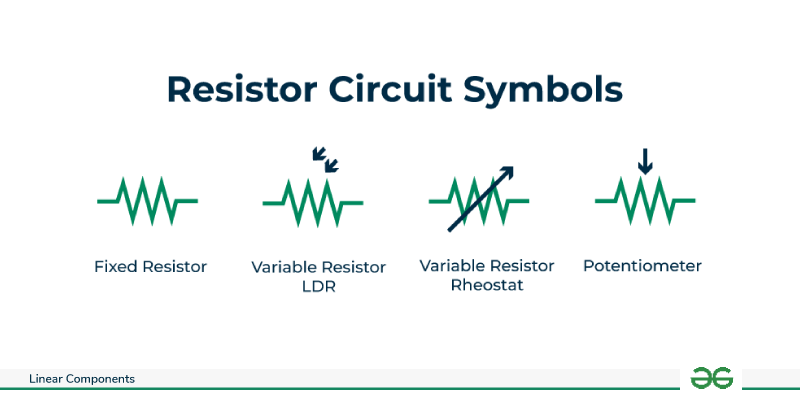 Resistor Circuit Symbols
Fixed Resistor
Variable Resistor
LDR
Variable Resistor
Rheostat
Potentiometer
Linear Components